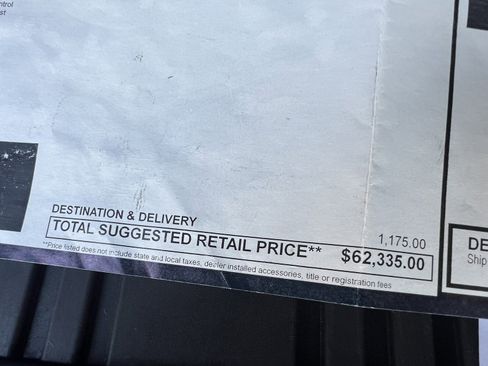 ntrol
st
DESTINATION & DELIVERY 1,175.00
TOTAL SUGGESTED RETAIL PRICE** $62,335.00
**Price listed does not include state and local taxes, dealer installed accessories, title or registration fees
DE
Ship